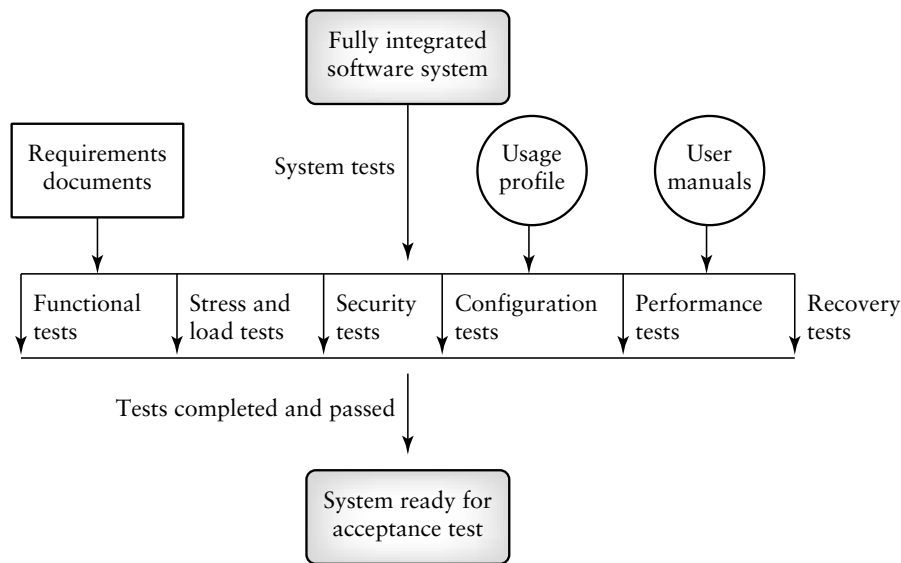 Fully integrated
software system
Requirements
documents
System tests
Usage
profile
User
manuals
Functional
tests
Stress and
load tests
Security
tests
Configuration
tests
Performance
tests
Recovery
tests
Tests completed and passed
System ready for
acceptance test